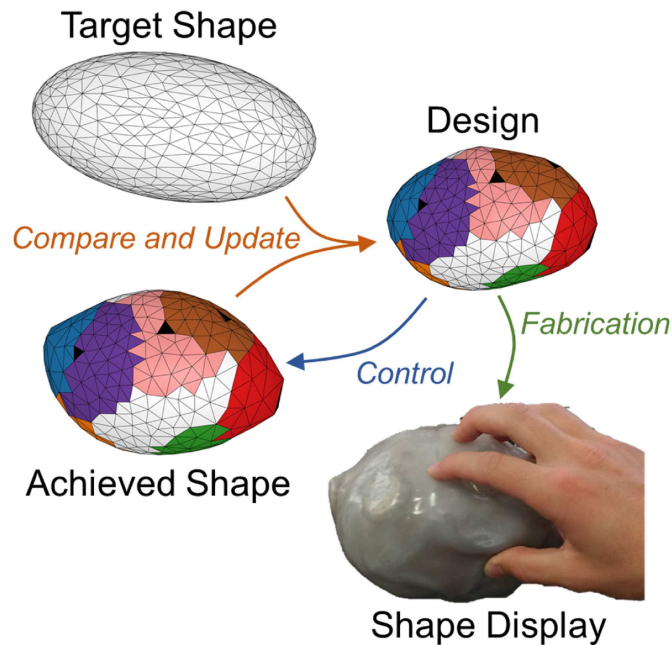 Target Shape
Design
Compare and Update
Fabrication
Control
Achieved Shape
Shape Display